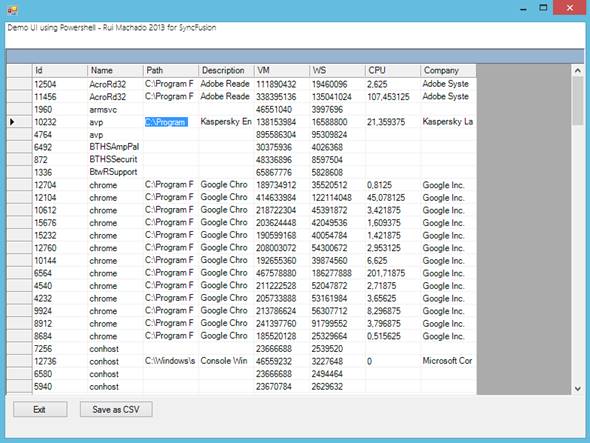 Demo UI using Powershell - Rui Machado 2013 for SyncFusion
Id Name Path Description VM WS CPU Company
12504 AcroRd32 C:\Program F Adobe Reade 111890432 19460096 2,625 Adobe Syste
11456 AcroRd32 C:\Program F Adobe Reade 338395136 135041024 107,453125 Adobe Syste
1960 armsvc 46551040 3997696
10232 avp C:\Program Kaspersky En 138153984 16588800 21,359375 Kaspersky La
4764 avp 895586304 95309824
6492 BTHSAmpPal 30375936 4026368
872 BTHSSecurit 48336896 8597504
1336 BtwRSupport 65867776 5828608
12704 chrome C:\Program F Google Chro 189734912 35520512 0,8125 Google Inc.
12104 chrome C:\Program F Google Chro 414633984 122114048 45,078125 Google Inc.
10612 chrome C:\Program F Google Chro 218722304 45391872 3,421875 Google Inc.
15676 chrome C:\Program F Google Chro 203624448 42049536 1,609375 Google Inc.
15232 chrome C:\Program F Google Chro 190599168 40054784 1,421875 Google Inc.
12760 chrome C:\Program F Google Chro 208003072 54300672 2,953125 Google Inc.
10144 chrome C:\Program F Google Chro 192655360 39874560 6,625 Google Inc.
6564 chrome C:\Program F Google Chro 467578880 186277888 201,71875 Google Inc.
4540 chrome C:\Program F Google Chro 211222528 52047872 2,71875 Google Inc.
4232 chrome C:\Program F Google Chro 205733888 53161984 3,65625 Google Inc.
9924 chrome C:\Program F Google Chro 213786624 56307712 8,296875 Google Inc.
8912 chrome C:\Program F Google Chro 241397760 91799552 3,796875 Google Inc.
8684 chrome C:\Program F Google Chro 185520128 25329664 0,515625 Google Inc.
7256 conhost 23666688 2539520
12736 conhost C:\Windows\s Console Win 46559232 3227648 0 Microsoft Cor
6580 conhost 23666688 2494464
5940 conhost 23670784 2629632
Exit Save as CSV